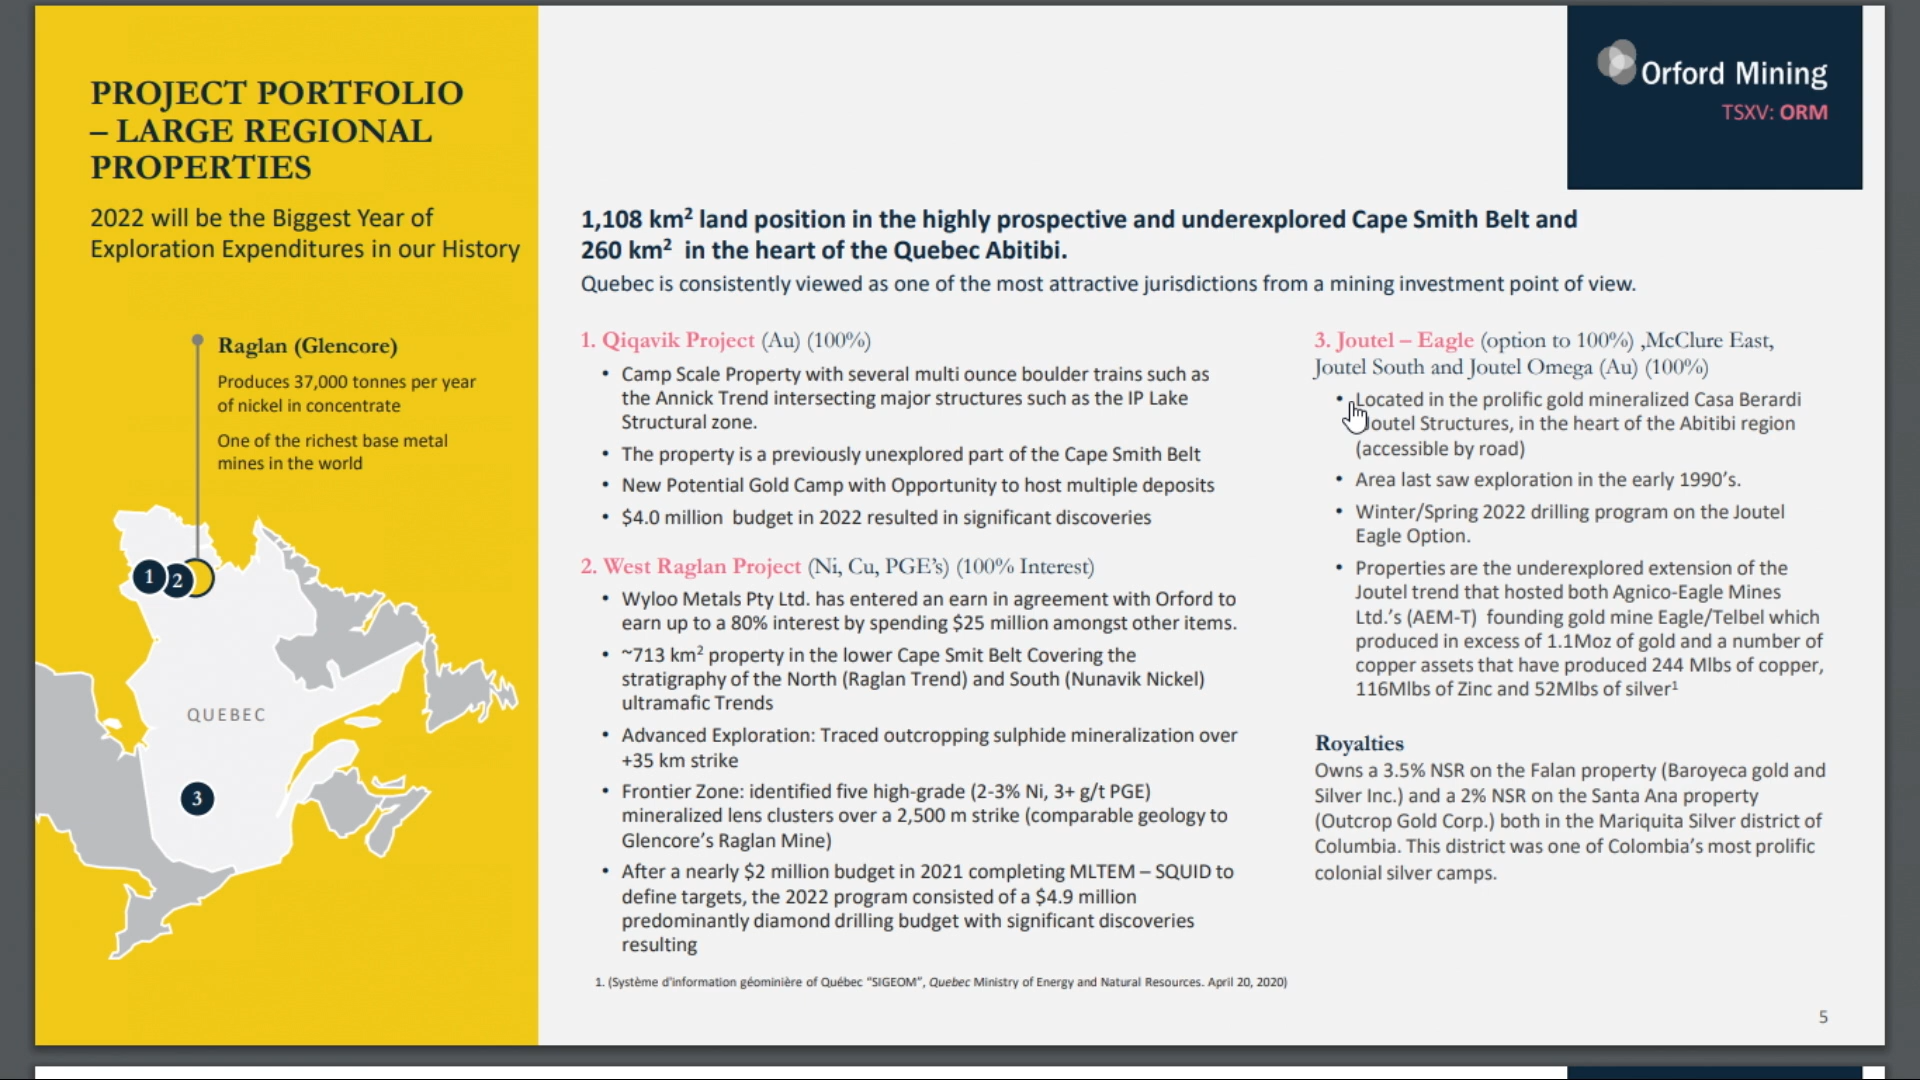 PROJECT PORTFOLIO
– LARGE REGIONAL
PROPERTIES
2022 will be the Biggest Year of
Exploration Expenditures in our History
Raglan (Glencore)
Produces 37,000 tonnes per year
of nickel in concentrate
One of the richest base metal
mines in the world
1
2
QUEBEC
3
Orford Mining
TSXV: ORM
1,108 km² land position in the highly prospective and underexplored Cape Smith Belt and
260 km² in the heart of the Quebec Abitibi.
Quebec is consistently viewed as one of the most attractive jurisdictions from a mining investment point of view.
1. Qiqavik Project (Au) (100%)
• Camp Scale Property with several multi ounce boulder trains such as
the Annick Trend intersecting major structures such as the IP Lake
Structural zone.
• The property is a previously unexplored part of the Cape Smith Belt
• New Potential Gold Camp with Opportunity to host multiple deposits
• $4.0 million budget in 2022 resulted in significant discoveries
2. West Raglan Project (Ni, Cu, PGE’s) (100% Interest)
• Wyloo Metals Pty Ltd. has entered an earn in agreement with Orford to
earn up to a 80% interest by spending $25 million amongst other items.
• ~713 km² property in the lower Cape Smit Belt Covering the
stratigraphy of the North (Raglan Trend) and South (Nunavik Nickel)
ultramafic Trends
• Advanced Exploration: Traced outcropping sulphide mineralization over
+35 km strike
• Frontier Zone: identified five high-grade (2-3% Ni, 3+ g/t PGE)
mineralized lens clusters over a 2,500 m strike (comparable geology to
Glencore’s Raglan Mine)
• After a nearly $2 million budget in 2021 completing MLTEM – SQUID to
define targets, the 2022 program consisted of a $4.9 million
predominantly diamond drilling budget with significant discoveries
resulting
3. Joutel – Eagle (option to 100%) ,McClure East,
Joutel South and Joutel Omega (Au) (100%)
• Located in the prolific gold mineralized Casa Berardi
Joutel Structures, in the heart of the Abitibi region
(accessible by road)
• Area last saw exploration in the early 1990’s.
• Winter/Spring 2022 drilling program on the Joutel
Eagle Option.
• Properties are the underexplored extension of the
Joutel trend that hosted both Agnico-Eagle Mines
Ltd.’s (AEM-T) founding gold mine Eagle/Telbel which
produced in excess of 1.1Moz of gold and a number of
copper assets that have produced 244 Mlbs of copper,
116Mlbs of Zinc and 52Mlbs of silver¹
Royalties
Owns a 3.5% NSR on the Falan property (Baroyeca gold and
Silver Inc.) and a 2% NSR on the Santa Ana property
(Outcrop Gold Corp.) both in the Mariquita Silver district of
Columbia. This district was one of Colombia’s most prolific
colonial silver camps.
1. (Système d’information géominière of Québec “SIGEOM”, Quebec Ministry of Energy and Natural Resources. April 20, 2020)
5